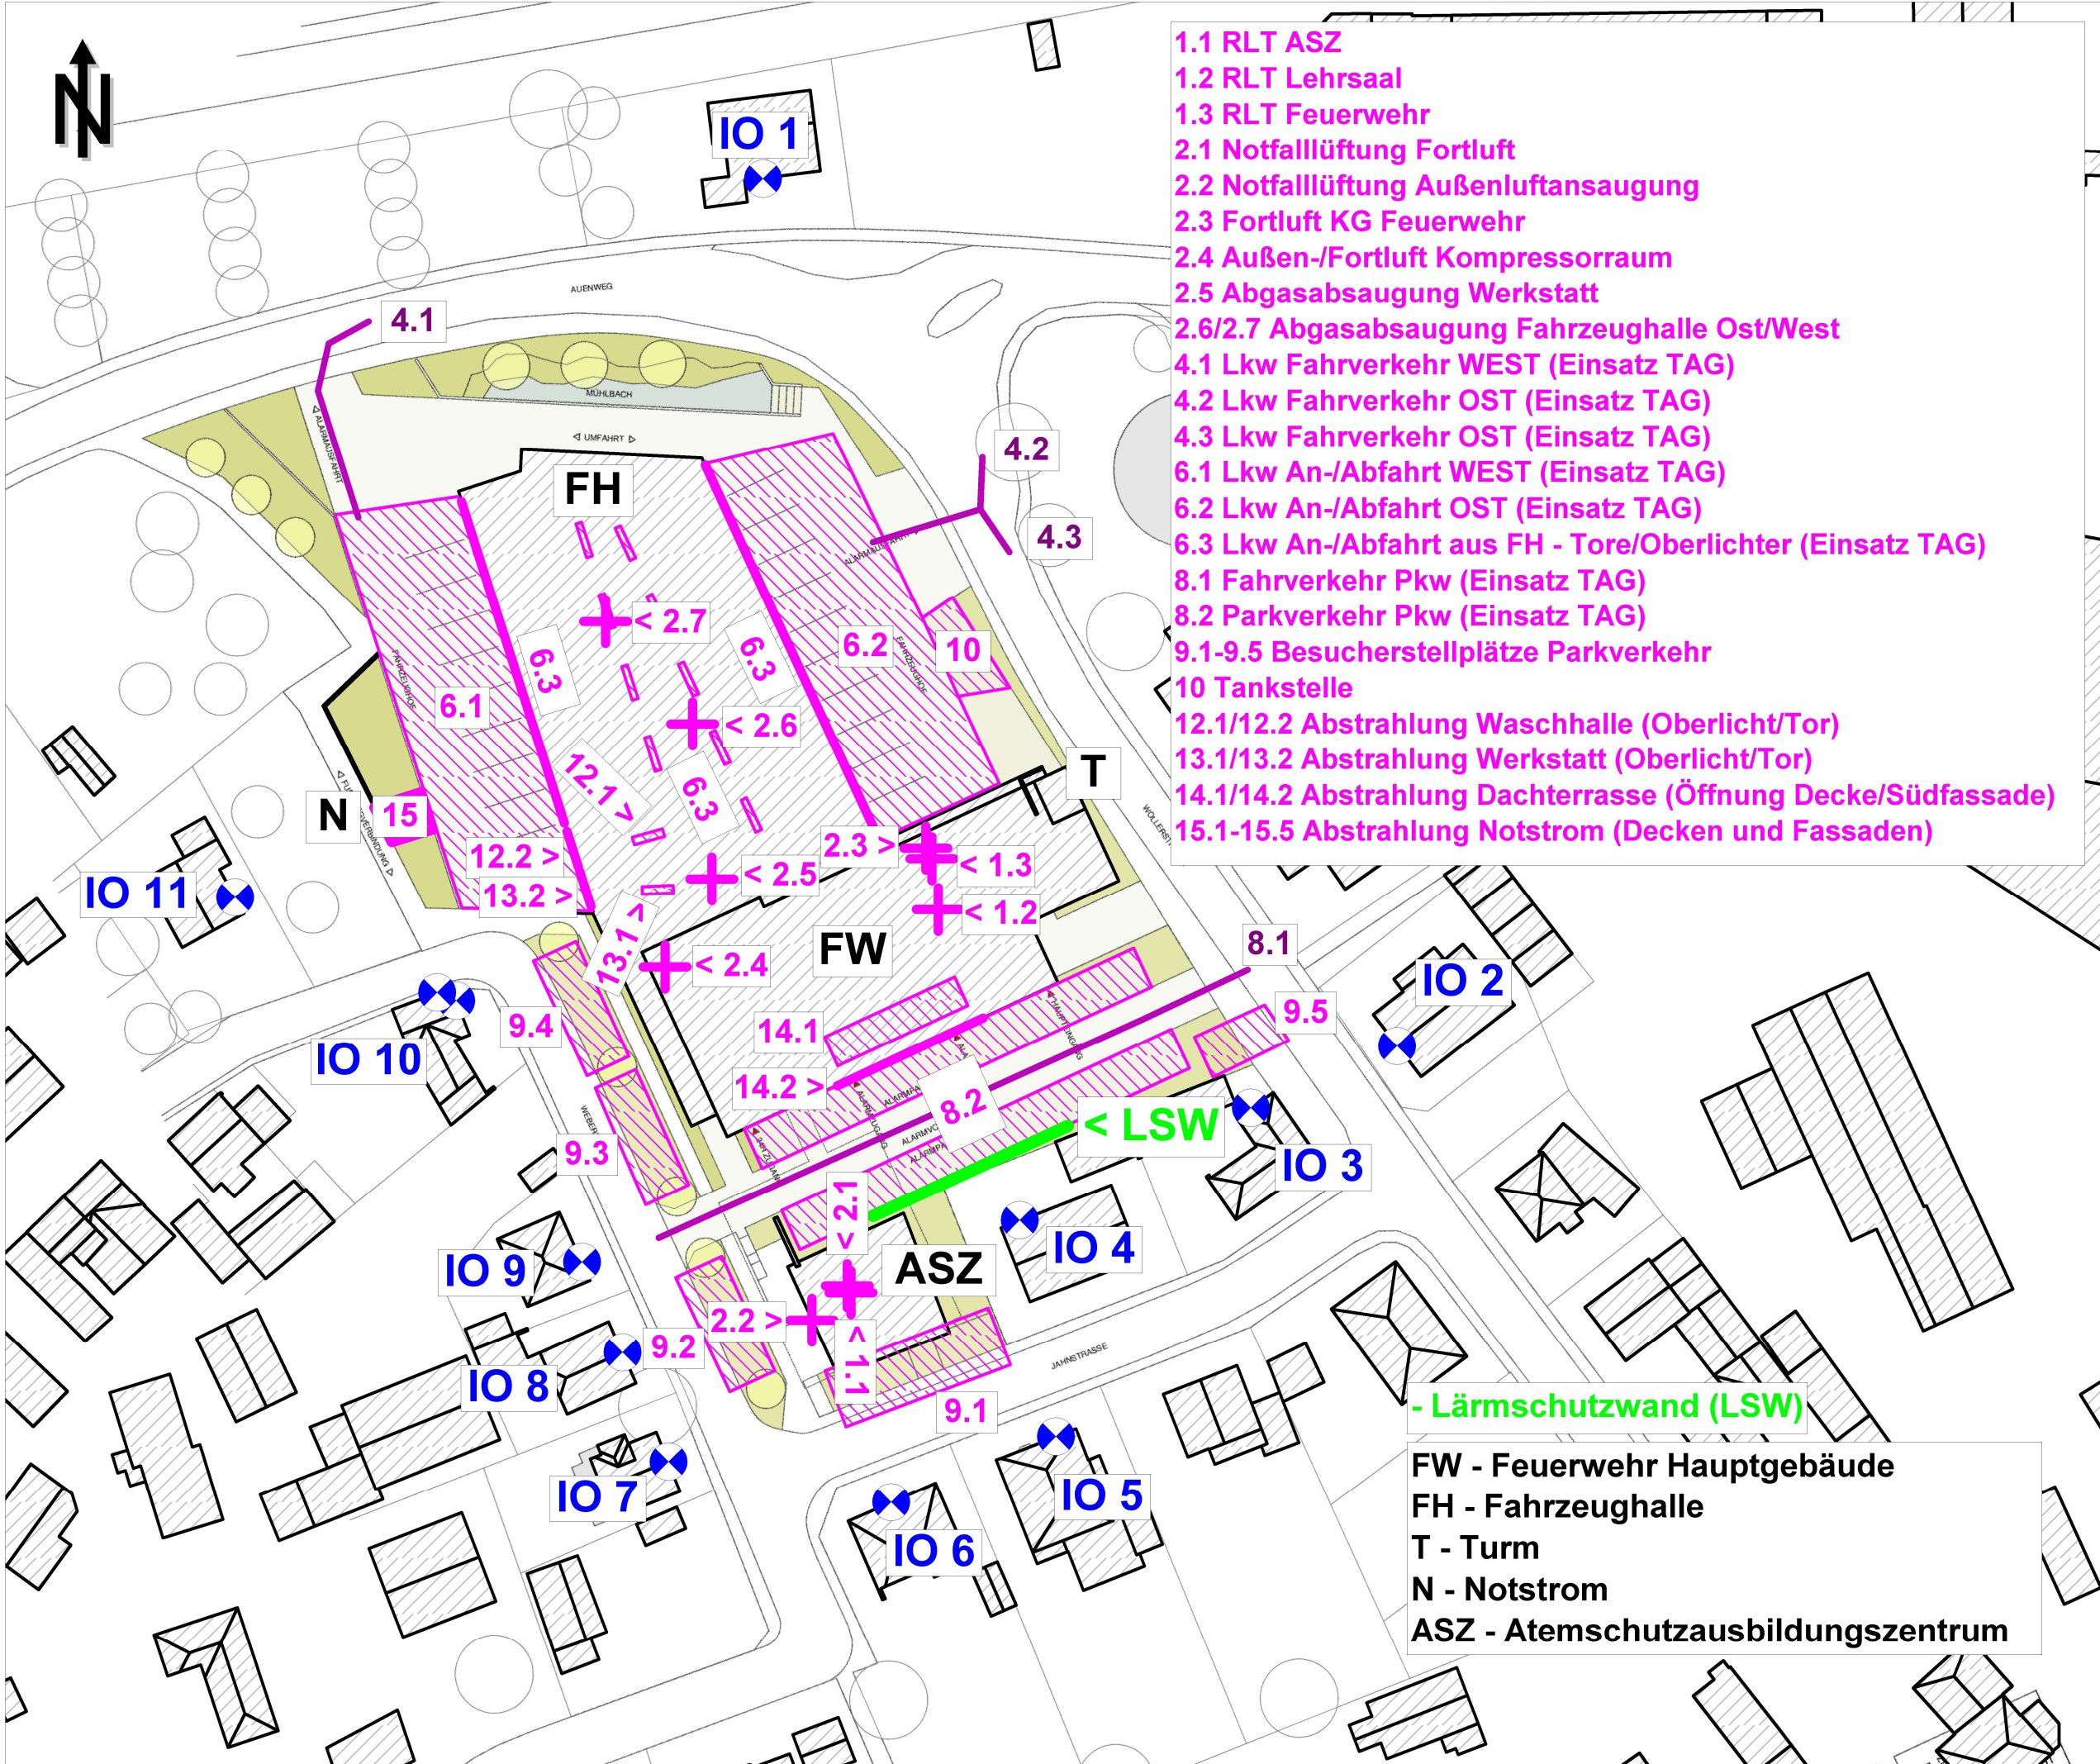 N
1.1 RLT ASZ
1.2 RLT Lehrsaal
1.3 RLT Feuerwehr
2.1 Notfalllüftung Fortluft
2.2 Notfalllüftung Außenluftansaugung
2.3 Fortluft KG Feuerwehr
2.4 Außen-/Fortluft Kompressorraum
2.5 Abgasabsaugung Werkstatt
2.6/2.7 Abgasabsaugung Fahrzeughalle Ost/West
4.1 Lkw Fahrverkehr WEST (Einsatz TAG)
4.2 Lkw Fahrverkehr OST (Einsatz TAG)
4.3 Lkw Fahrverkehr OST (Einsatz TAG)
6.1 Lkw An-/Abfahrt WEST (Einsatz TAG)
6.2 Lkw An-/Abfahrt OST (Einsatz TAG)
6.3 Lkw An-/Abfahrt aus FH - Tore/Oberlichter (Einsatz TAG)
8.1 Fahrverkehr Pkw (Einsatz TAG)
8.2 Parkverkehr Pkw (Einsatz TAG)
9.1-9.5 Besucherstellplätze Parkverkehr
10 Tankstelle
12.1/12.2 Abstrahlung Waschhalle (Oberlicht/Tor)
13.1/13.2 Abstrahlung Werkstatt (Oberlicht/Tor)
14.1/14.2 Abstrahlung Dachterrasse (Öffnung Decke/Südfassade)
15.1-15.5 Abstrahlung Notstrom (Decken und Fassaden)
IO 1
AUENWEG
4.1
MÜHLBACH
ALARMAUSFAHRT
UMFAHRT
4.2
FH
4.3
< 2.7
6.3
6.3
6.2
10
FAHRZEUGHOF
FAHRZEUGHOF
6.1
< 2.6
12.1 >
6.3
T
N
15
12.2 >
2.3 >
< 1.3
< 2.5
13.2 >
IO 11
< 1.2
13.1 >
FW
< 2.4
8.1
IO 2
9.5
9.4
14.1
HAUPTEINGANG
IO 10
14.2 >
8.2
< LSW
9.3
IO 3
< 2.1
IO 4
ASZ
IO 9
2.2 >
9.2
< 1.1
JAHNSTRASSE
IO 8
9.1
IO 7
IO 5
IO 6
- Lärmschutzwand (LSW)
FW - Feuerwehr Hauptgebäude
FH - Fahrzeughalle
T - Turm
N - Notstrom
ASZ - Atemschutzausbildungszentrum